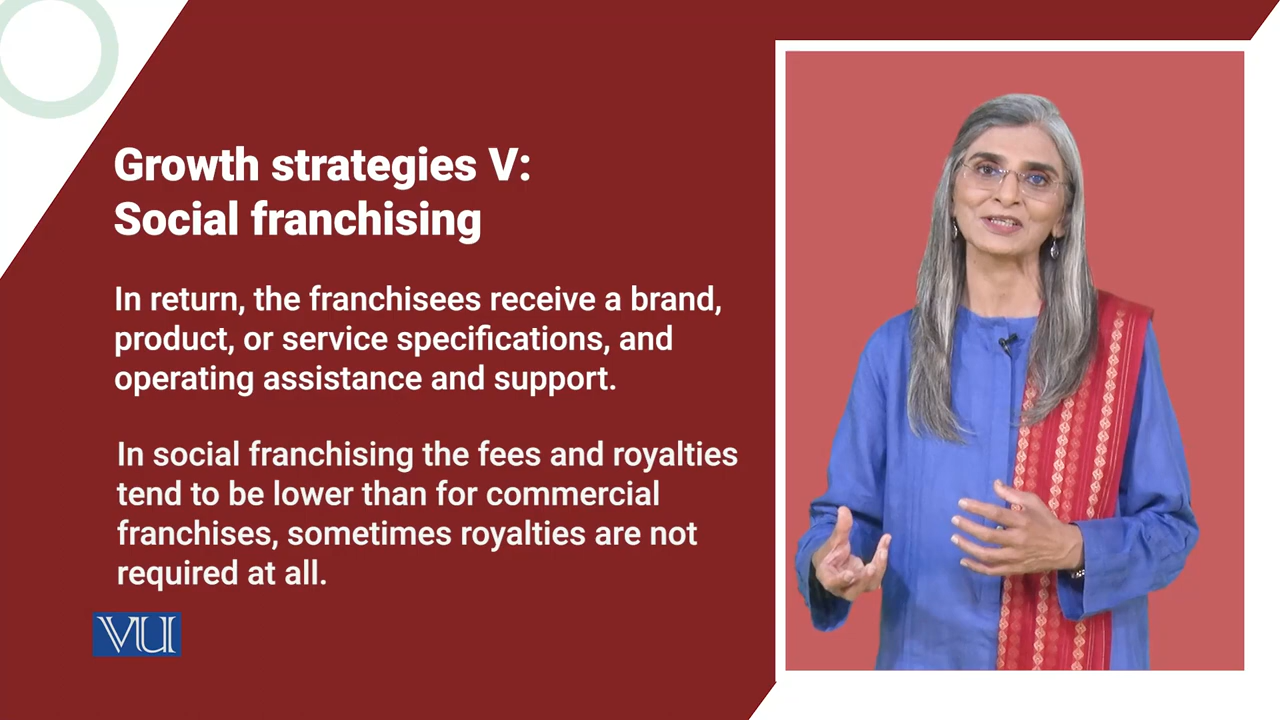 Growth strategies V:
Social franchising
In return, the franchisees receive a brand,
product, or service specifications, and
operating assistance and support.
In social franchising the fees and royalties
tend to be lower than for commercial
franchises, sometimes royalties are not
required at all.
VU